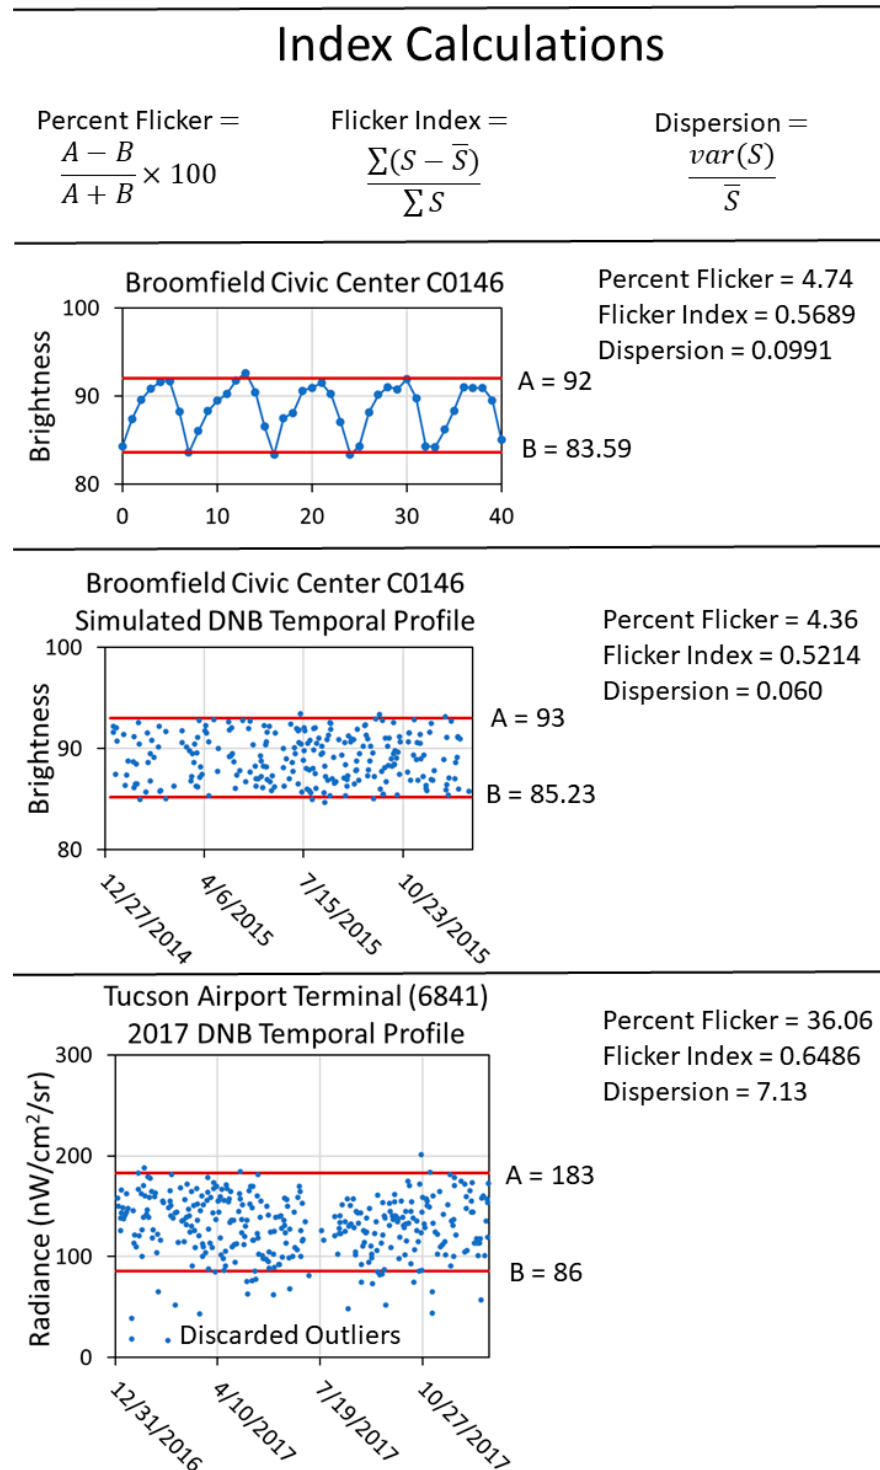 Index Calculations
Percent Flicker =
A − B
A + B
× 100
Flicker Index =
∑(S − S̅)
∑ S
Dispersion =
var(S)
S̅
Broomfield Civic Center C0146
Percent Flicker = 4.74
Flicker Index = 0.5689
Dispersion = 0.0991
Brightness
100
90
80
A = 92
B = 83.59
0 10 20 30 40
Broomfield Civic Center C0146
Simulated DNB Temporal Profile
Percent Flicker = 4.36
Flicker Index = 0.5214
Dispersion = 0.060
Brightness
100
90
80
A = 93
B = 85.23
12/27/2014
4/6/2015
7/15/2015
10/23/2015
Tucson Airport Terminal (6841)
2017 DNB Temporal Profile
Percent Flicker = 36.06
Flicker Index = 0.6486
Dispersion = 7.13
Radiance (nW/cm²/sr)
300
200
100
0
A = 183
B = 86
Discarded Outliers
12/31/2016
4/10/2017
7/19/2017
10/27/2017